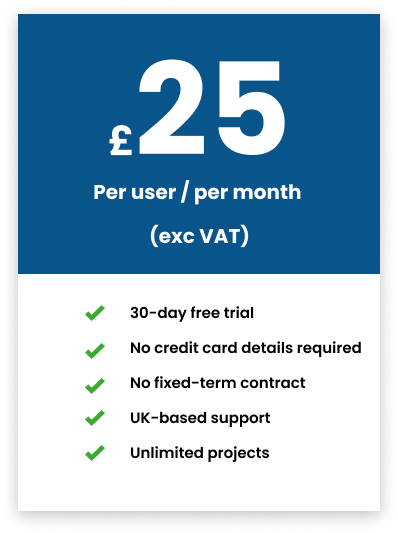 £25
Per user / per month
(exc VAT)
30-day free trial
No credit card details required
No fixed-term contract
UK-based support
Unlimited projects